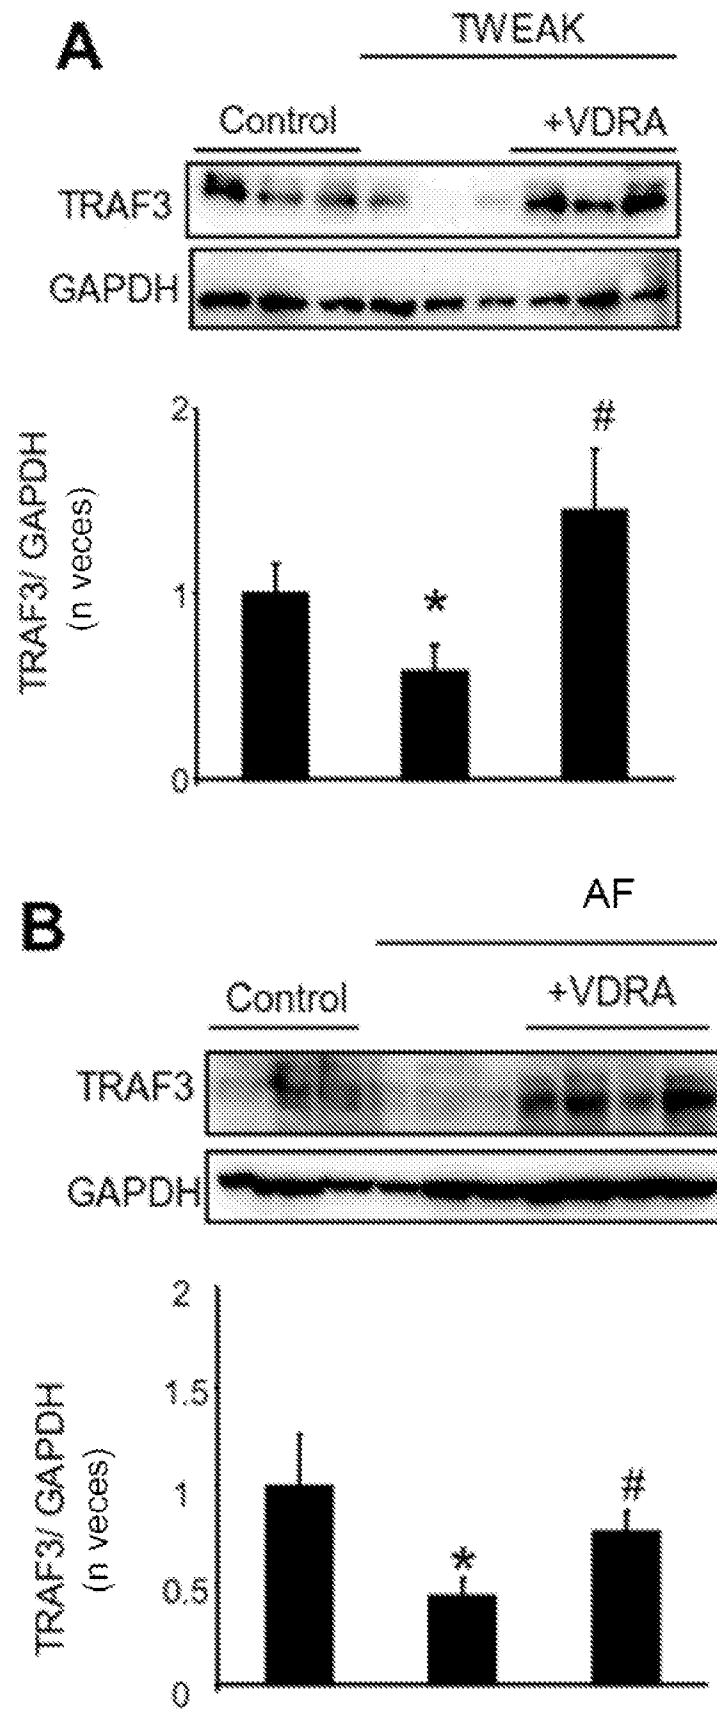 A
TWEAK
Control
+VDRA
TRAF3
GAPDH
TRAF3/ GAPDH
(n veces)
2
1
0
*
#
B
AF
Control
+VDRA
TRAF3
GAPDH
TRAF3/ GAPDH
(n veces)
2
1.5
1
0.5
0
*
#